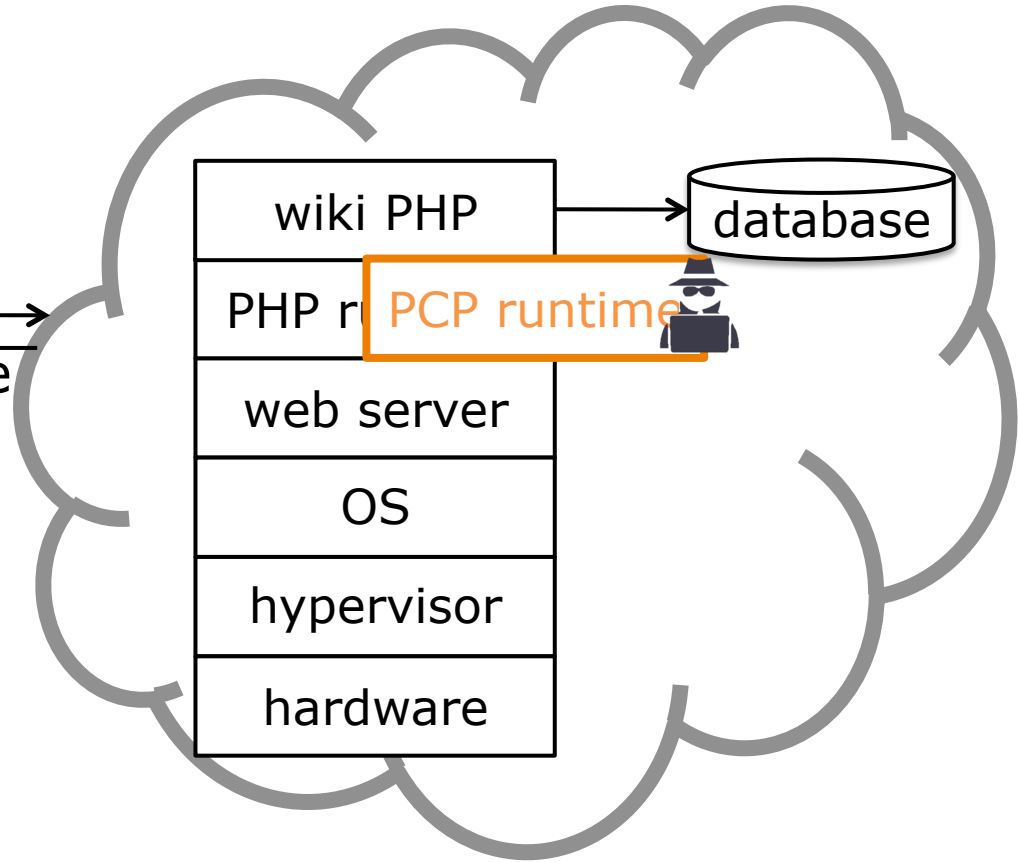 wiki PHP
database
PHP r
PCP runtime
web server
e
OS
hypervisor
hardware